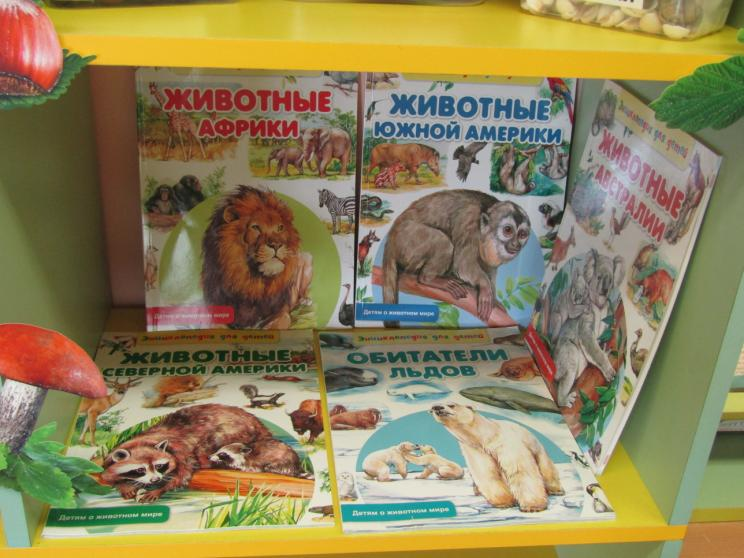 ЖИВОТНЫЕ
АФРИКИ
Детям о животном мире
ЖИВОТНЫЕ
ЮЖНОЙ АМЕРИКИ
Детям о животном мире
Энциклопедия для детей
ЖИВОТНЫЕ
АВСТРАЛИИ
Энциклопедия для детей
ЖИВОТНЫЕ
СЕВЕРНОЙ АМЕРИКИ
Детям о животном мире
Энциклопедия для детей
ОБИТАТЕЛИ
ЛЬДОВ
Детям о животном мире